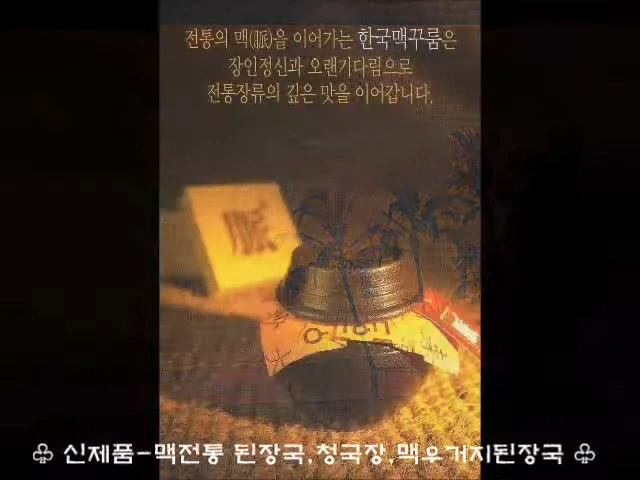 전통의 맥(脈)을 이어가는 한국맥꾸룸은
장인정신과 오랜기다림으로
전통장류의 깊은 맛을 이어갑니다.
脈
♧ 신제품-맥전통 된장국,청국장,맥우거지된장국 ♧